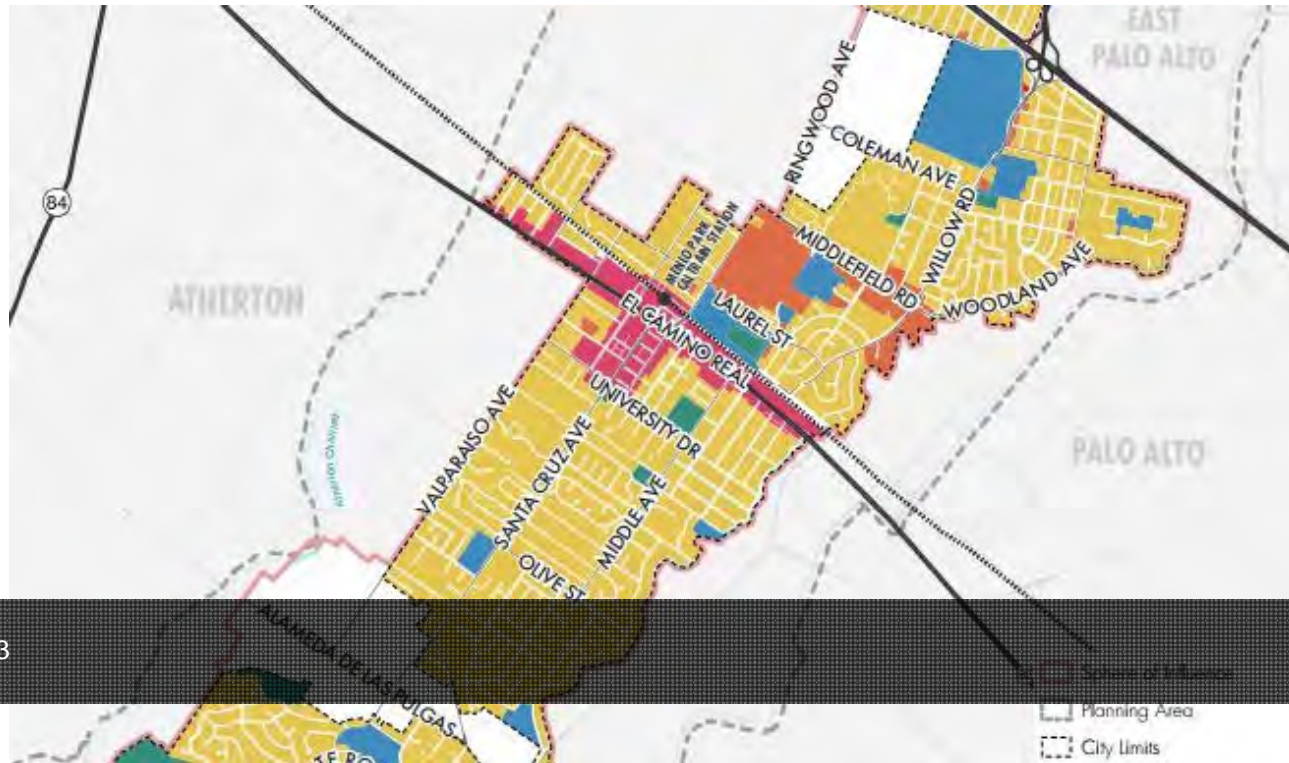 EAST
PALO ALTO
RINGWOOD AVE
COLEMAN AVE
84
WILLOW RD
MENLO PARK
CALTRAIN STATION
MIDDLEFIELD RD
WOODLAND AVE
ATHERTON
LAUREL ST
EL CAMINO REAL
UNIVERSITY DR
VALPARAISO AVE
PALO ALTO
Atherton Channel
SANTA CRUZ AVE
MIDDLE AVE
OLIVE ST
ALAMEDA DE LAS PULGAS
3
Sphere of Influence
Planning Area
City Limits